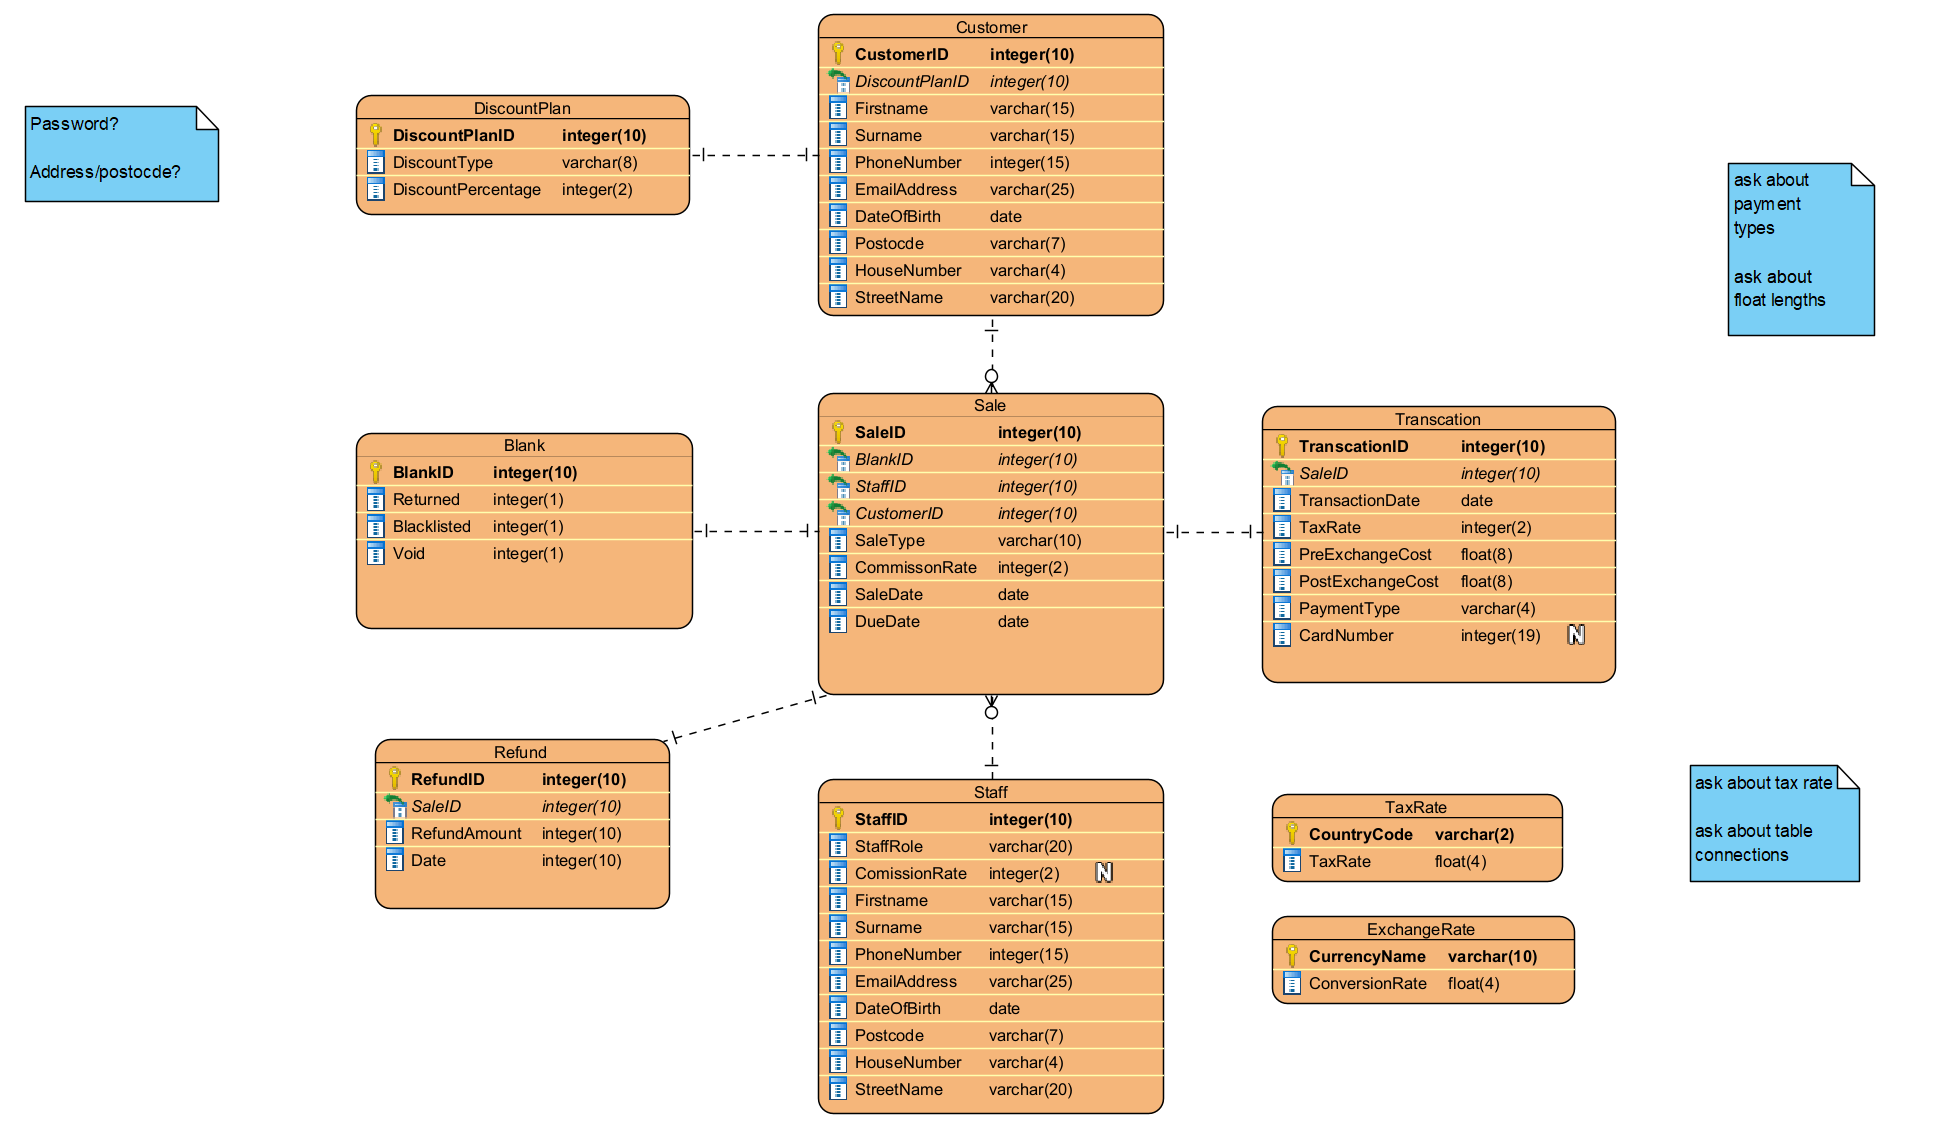 Password?
Address/postocde?
DiscountPlan
DiscountPlanID integer(10)
DiscountType varchar(8)
DiscountPercentage integer(2)
Customer
CustomerID integer(10)
DiscountPlanID integer(10)
Firstname varchar(15)
Surname varchar(15)
PhoneNumber integer(15)
EmailAddress varchar(25)
DateOfBirth date
Postocde varchar(7)
HouseNumber varchar(4)
StreetName varchar(20)
ask about
payment
types
ask about
float lengths
Blank
BlankID integer(10)
Returned integer(1)
Blacklisted integer(1)
Void integer(1)
Sale
SaleID integer(10)
BlankID integer(10)
StaffID integer(10)
CustomerID integer(10)
SaleType varchar(10)
CommissonRate integer(2)
SaleDate date
DueDate date
Transcation
TranscationID integer(10)
SaleID integer(10)
TransactionDate date
TaxRate integer(2)
PreExchangeCost float(8)
PostExchangeCost float(8)
PaymentType varchar(4)
CardNumber integer(19) N
Refund
RefundID integer(10)
SaleID integer(10)
RefundAmount integer(10)
Date integer(10)
Staff
StaffID integer(10)
StaffRole varchar(20)
ComissionRate integer(2) N
Firstname varchar(15)
Surname varchar(15)
PhoneNumber integer(15)
EmailAddress varchar(25)
DateOfBirth date
Postcode varchar(7)
HouseNumber varchar(4)
StreetName varchar(20)
TaxRate
CountryCode varchar(2)
TaxRate float(4)
ExchangeRate
CurrencyName varchar(10)
ConversionRate float(4)
ask about tax rate
ask about table
connections